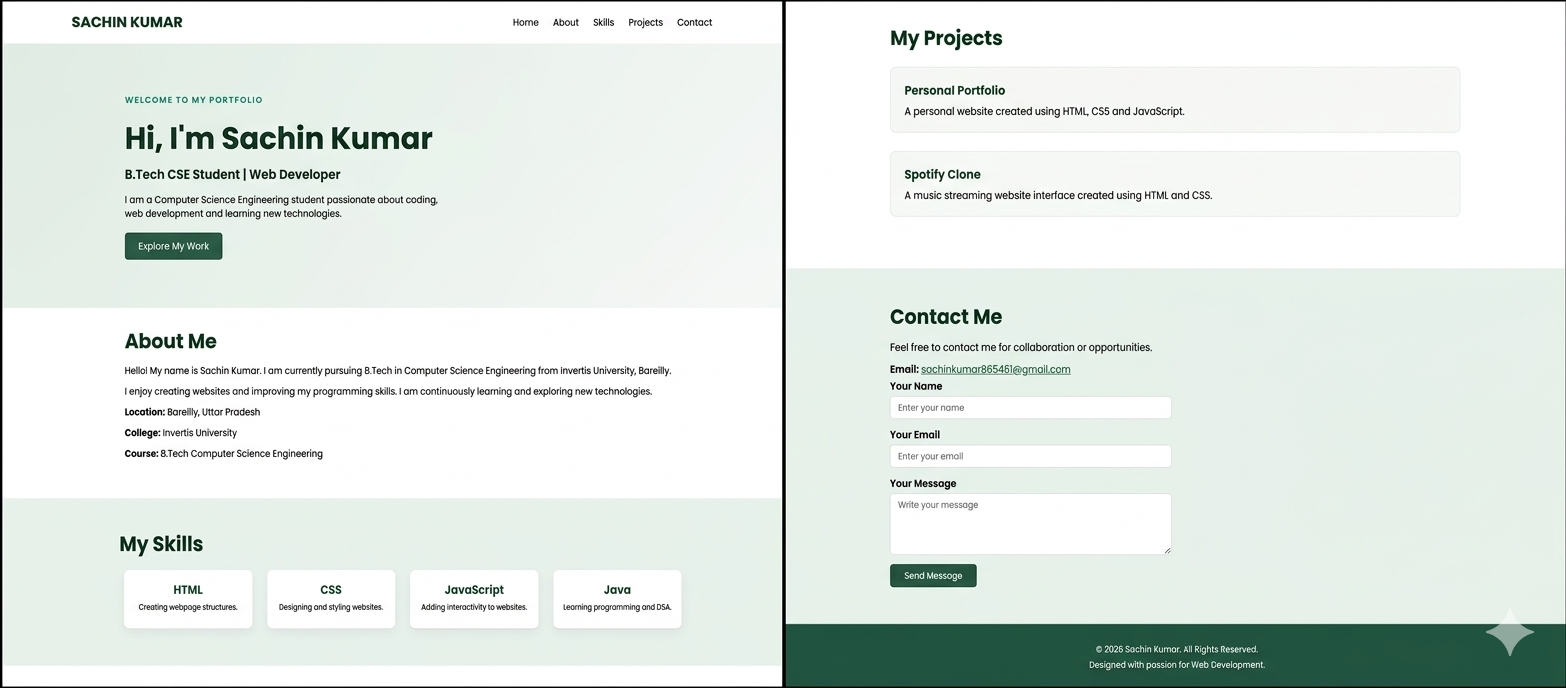 SACHIN KUMAR
Home About Skills Projects Contact
WELCOME TO MY PORTFOLIO
Hi, I'm Sachin Kumar
B.Tech CSE Student | Web Developer
I am a Computer Science Engineering student passionate about coding,
web development and learning new technologies.
Explore My Work
About Me
Hello! My name is Sachin Kumar. I am currently pursuing B.Tech in Computer Science Engineering from Invertis University, Bareilly.
I enjoy creating websites and improving my programming skills. I am continuously learning and exploring new technologies.
Location: Bareilly, Uttar Pradesh
College: Invertis University
Course: 8.Tech Computer Science Engineering
My Skills
HTML
Creating webpage structures.
CSS
Designing and styling websites.
JavaScript
Adding interactivity to websites.
Java
Learning programming and DSA.
My Projects
Personal Portfolio
A personal website created using HTML, CS5 and JavaScript.
Spotify Clone
A music streaming website interface created using HTML and CSS.
Contact Me
Feel free to contact me for collaboration or opportunities.
Email: sachinkumar865461@gmail.com
Your Name
Enter your name
Your Email
Enter your email
Your Message
Write your message
Send Message
© 2026 Sachin Kumar. All Rights Reserved.
Designed with passion for Web Development.